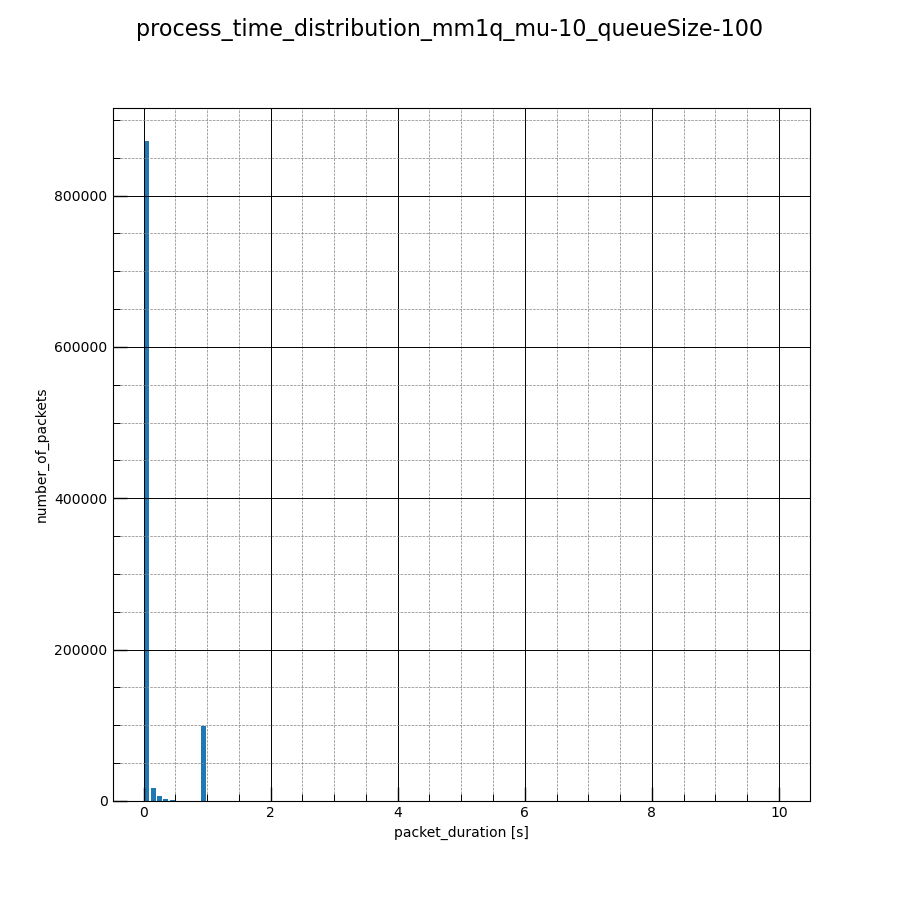 process_time_distribution_mm1q_mu-10_queueSize-100
800000
600000
400000
200000
0
number_of_packets
0 2 4 6 8 10
packet_duration [s]